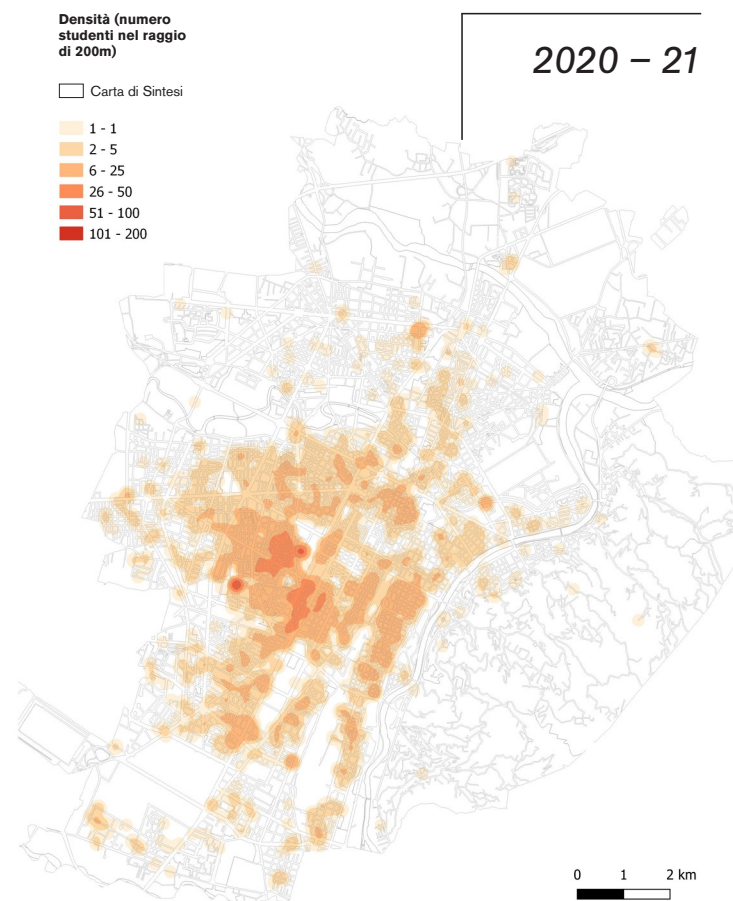 Densità (numero
studenti nel raggio
di 200m)
2020 – 21
Carta di Sintesi
1 - 1
2 - 5
6 - 25
26 - 50
51 - 100
101 - 200
0 1 2 km